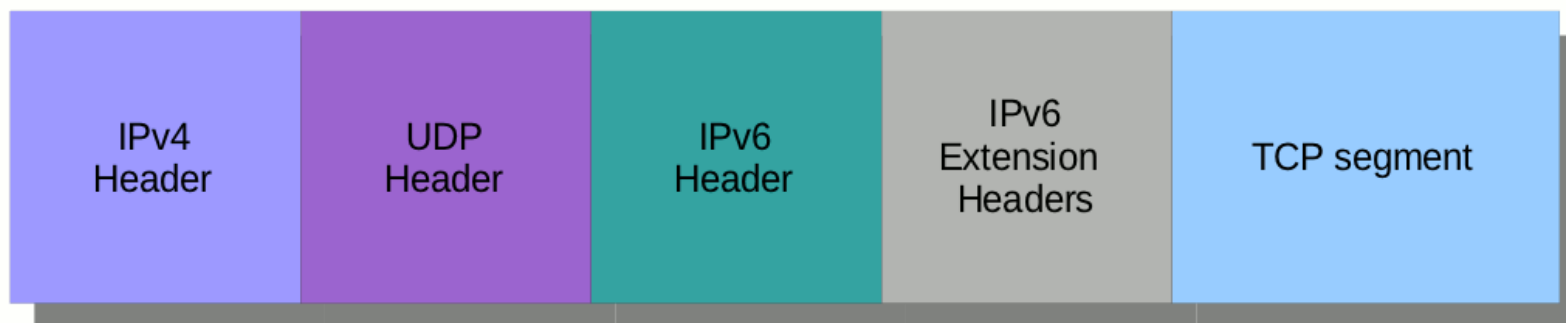 IPv4
Header
UDP
Header
IPv6
Header
IPv6
Extension
Headers
TCP segment